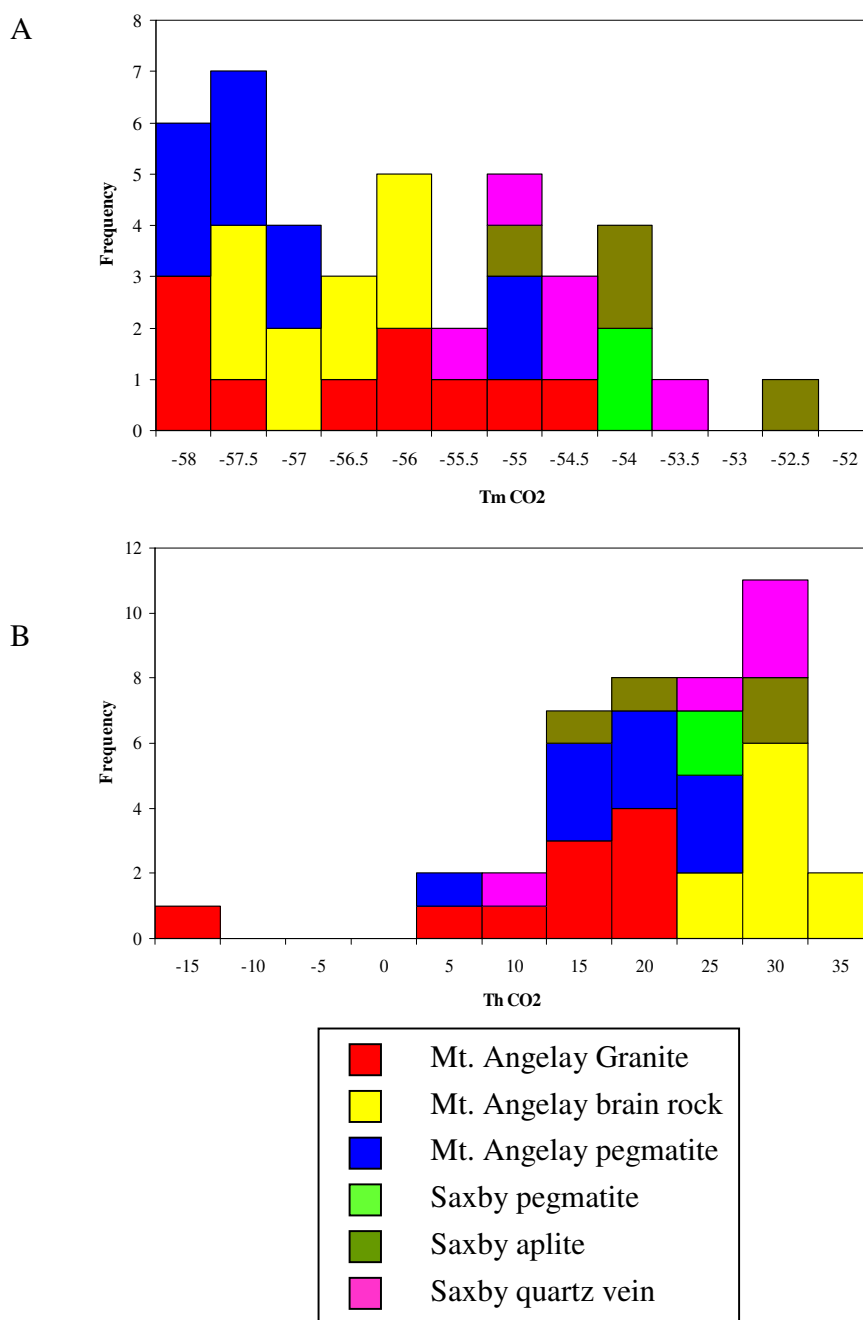 A
8
7
6
5
4
3
2
1
0
Frequency
-58 -57.5 -57 -56.5 -56 -55.5 -55 -54.5 -54 -53.5 -53 -52.5 -52
Tm CO2
B
12
10
8
6
4
2
0
Frequency
-15 -10 -5 0 5 10 15 20 25 30 35
Th CO2
Mt. Angelay Granite
Mt. Angelay brain rock
Mt. Angelay pegmatite
Saxby pegmatite
Saxby aplite
Saxby quartz vein